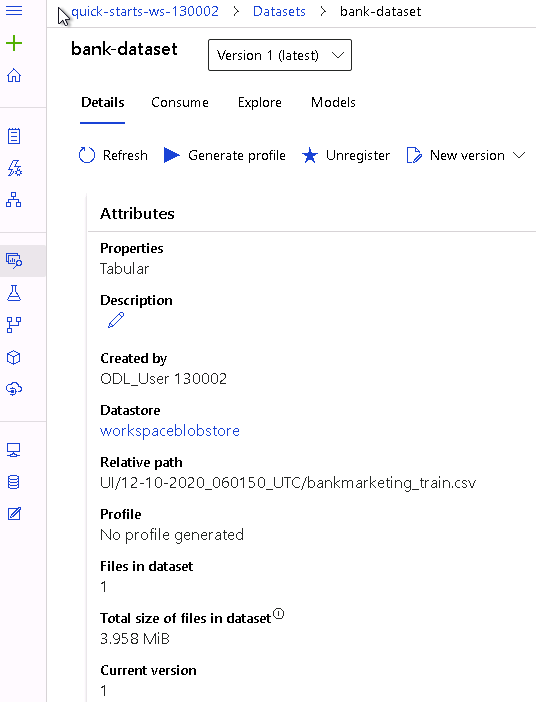 quick-starts-ws-130002 > Datasets > bank-dataset
bank-dataset
Version 1 (latest)
Details Consume Explore Models
Refresh Generate profile Unregister New version
Attributes
Properties
Tabular
Description
Created by
ODL_User 130002
Datastore
workspaceblobstore
Relative path
UI/12-10-2020_060150_UTC/bankmarketing_train.csv
Profile
No profile generated
Files in dataset
1
Total size of files in dataset
3.958 MiB
Current version
1